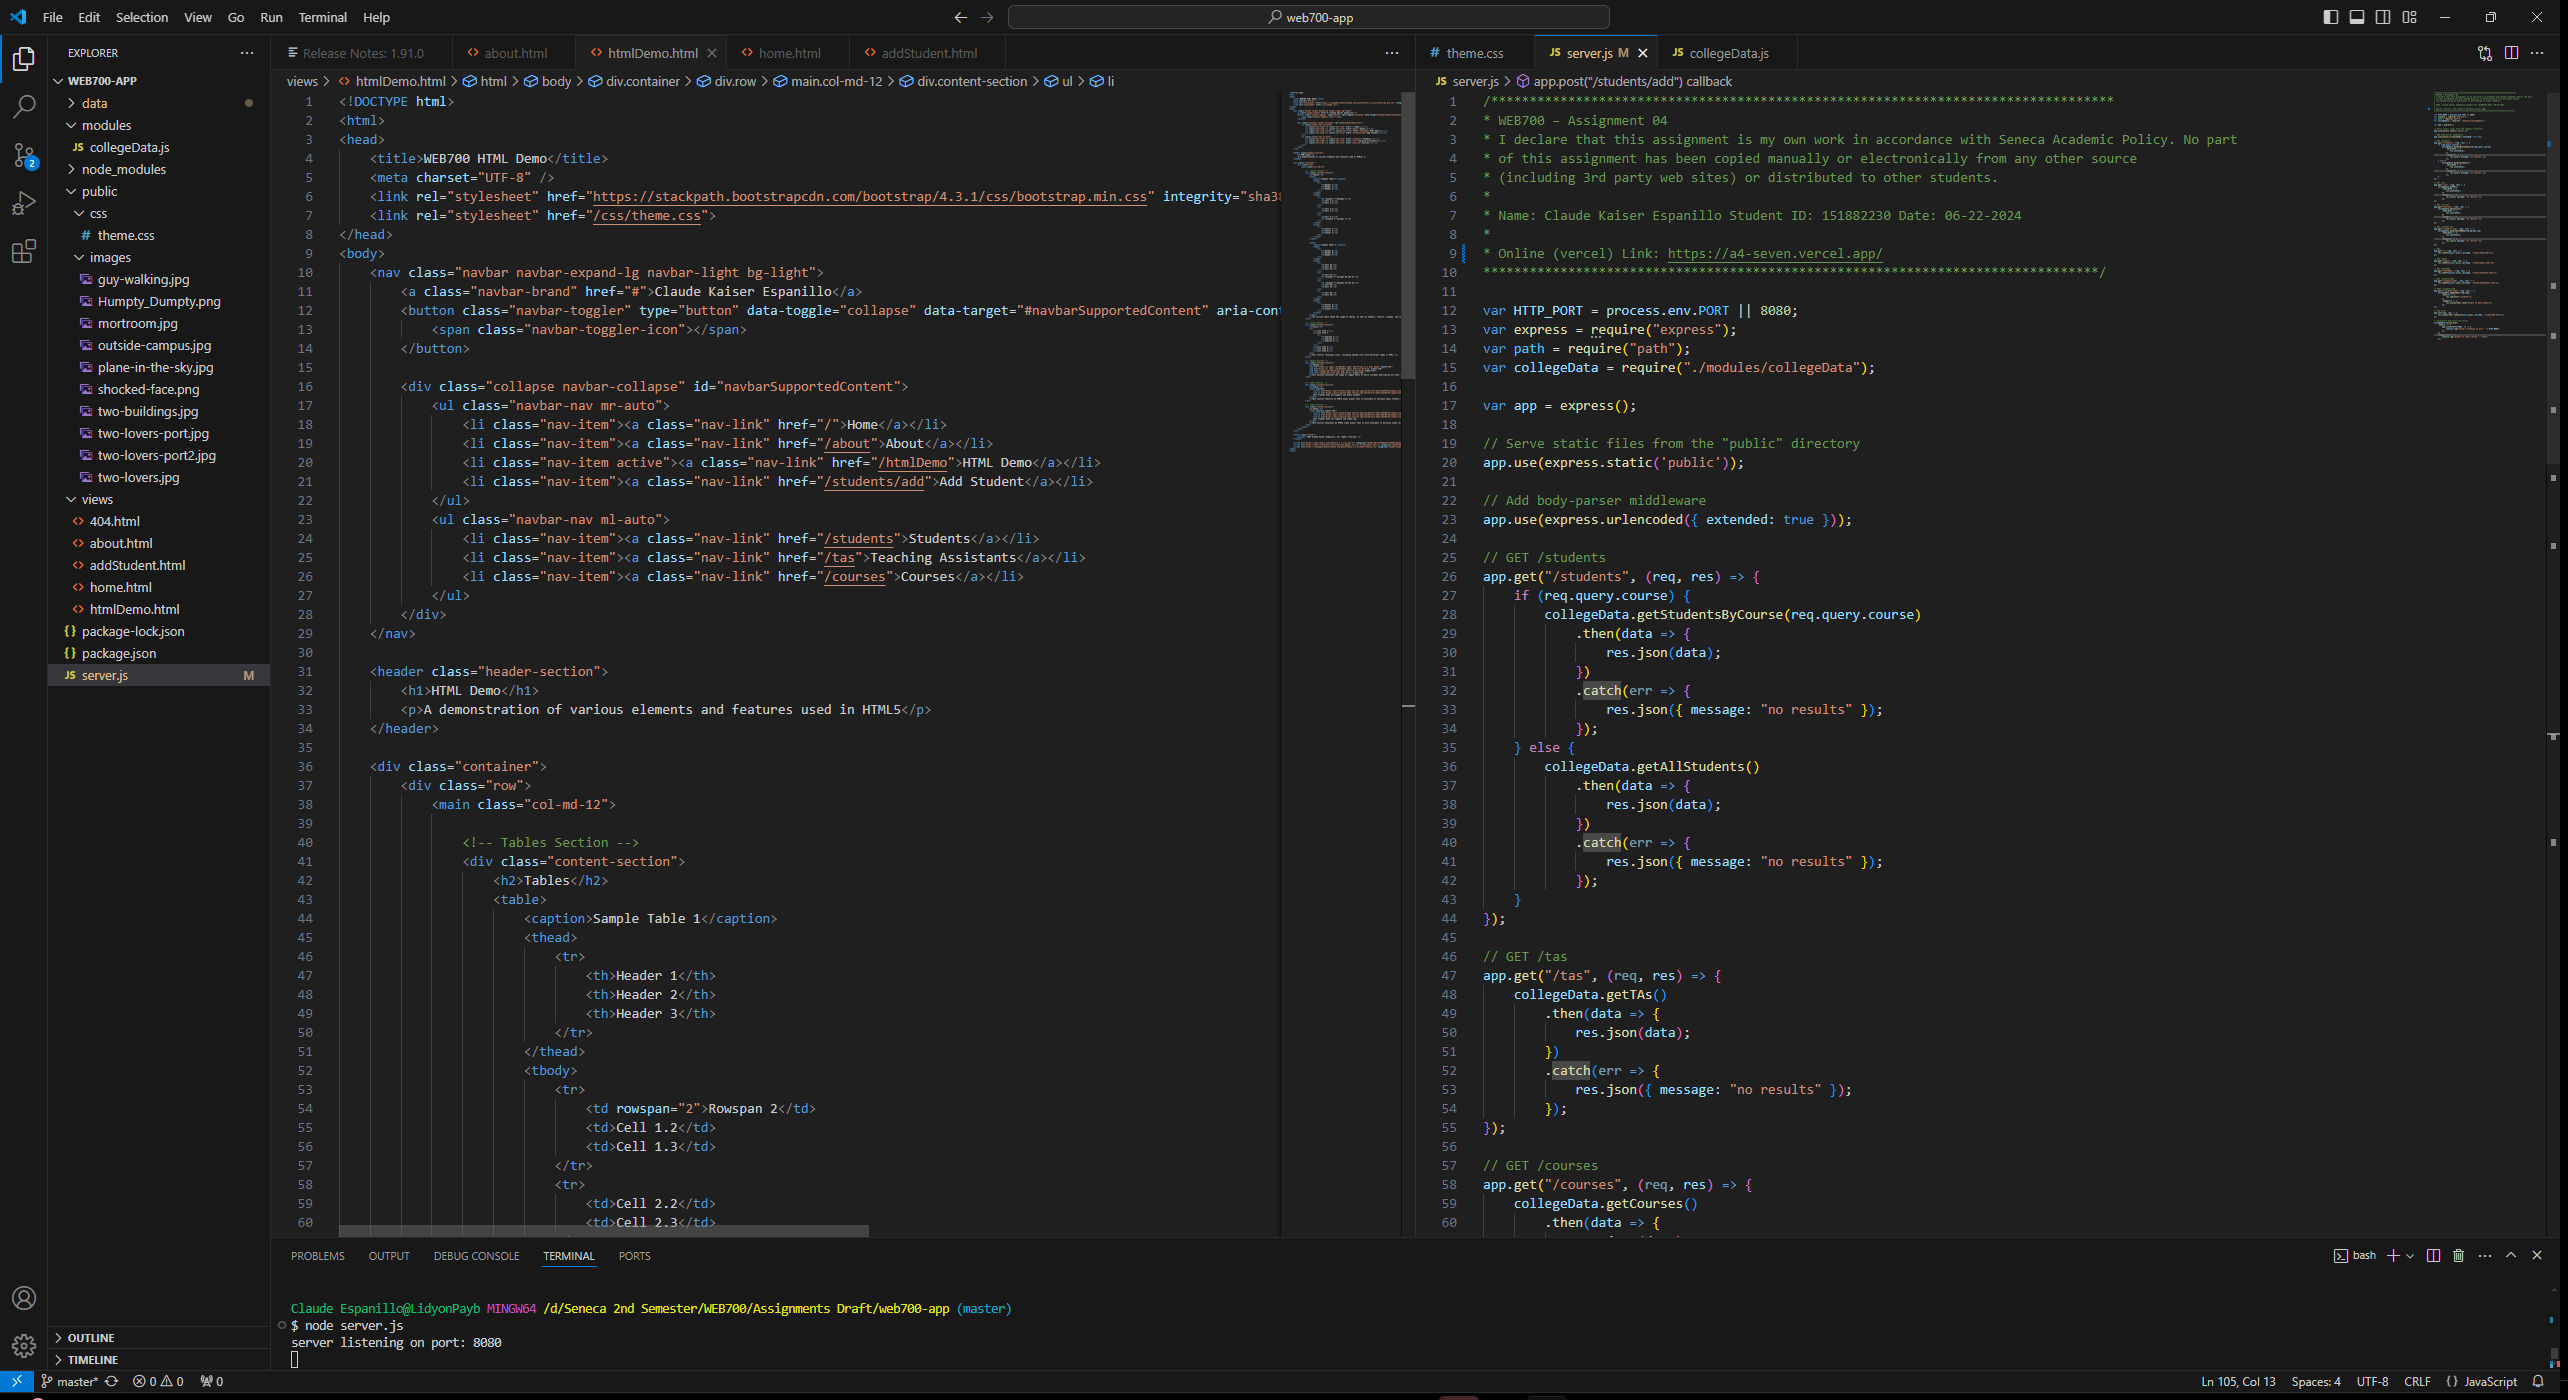 File Edit Selection View Go Run Terminal Help
web700-app
EXPLORER
WEB700-APP
data
modules
JS collegeData.js
node_modules
public
css
# theme.css
images
guy-walking.jpg
Humpty_Dumpty.png
mortroom.jpg
outside-campus.jpg
plane-in-the-sky.jpg
shocked-face.png
two-buildings.jpg
two-lovers-port.jpg
two-lovers-port2.jpg
two-lovers.jpg
views
<> 404.html
<> about.html
<> addStudent.html
<> home.html
<> htmlDemo.html
{} package-lock.json
{} package.json
JS server.js M
OUTLINE
TIMELINE
2
Release Notes: 1.91.0 <> about.html <> htmlDemo.html <> home.html <> addStudent.html
views > <> htmlDemo.html > html > body > div.container > div.row > main.col-md-12 > div.content-section > ul > li
1 <!DOCTYPE html>
2 <html>
3 <head>
4 <title>WEB700 HTML Demo</title>
5 <meta charset="UTF-8" />
6 <link rel="stylesheet" href="https://stackpath.bootstrapcdn.com/bootstrap/4.3.1/css/bootstrap.min.css" integrity="sha38
7 <link rel="stylesheet" href="/css/theme.css">
8 </head>
9 <body>
10 <nav class="navbar navbar-expand-lg navbar-light bg-light">
11 <a class="navbar-brand" href="#">Claude Kaiser Espanillo</a>
12 <button class="navbar-toggler" type="button" data-toggle="collapse" data-target="#navbarSupportedContent" aria-cont
13 <span class="navbar-toggler-icon"></span>
14 </button>
15
16 <div class="collapse navbar-collapse" id="navbarSupportedContent">
17 <ul class="navbar-nav mr-auto">
18 <li class="nav-item"><a class="nav-link" href="/">Home</a></li>
19 <li class="nav-item"><a class="nav-link" href="/about">About</a></li>
20 <li class="nav-item active"><a class="nav-link" href="/htmlDemo">HTML Demo</a></li>
21 <li class="nav-item"><a class="nav-link" href="/students/add">Add Student</a></li>
22 </ul>
23 <ul class="navbar-nav ml-auto">
24 <li class="nav-item"><a class="nav-link" href="/students">Students</a></li>
25 <li class="nav-item"><a class="nav-link" href="/tas">Teaching Assistants</a></li>
26 <li class="nav-item"><a class="nav-link" href="/courses">Courses</a></li>
27 </ul>
28 </div>
29 </nav>
30
31 <header class="header-section">
32 <h1>HTML Demo</h1>
33 <p>A demonstration of various elements and features used in HTML5</p>
34 </header>
35
36 <div class="container">
37 <div class="row">
38 <main class="col-md-12">
39
40 <!-- Tables Section -->
41 <div class="content-section">
42 <h2>Tables</h2>
43 <table>
44 <caption>Sample Table 1</caption>
45 <thead>
46 <tr>
47 <th>Header 1</th>
48 <th>Header 2</th>
49 <th>Header 3</th>
50 </tr>
51 </thead>
52 <tbody>
53 <tr>
54 <td rowspan="2">Rowspan 2</td>
55 <td>Cell 1.2</td>
56 <td>Cell 1.3</td>
57 </tr>
58 <tr>
59 <td>Cell 2.2</td>
60 <td>Cell 2.3</td>
# theme.css JS server.js M JS collegeData.js
JS server.js > app.post("/students/add") callback
1 /*********************************************************************************
2 * WEB700 – Assignment 04
3 * I declare that this assignment is my own work in accordance with Seneca Academic Policy. No part
4 * of this assignment has been copied manually or electronically from any other source
5 * (including 3rd party web sites) or distributed to other students.
6 *
7 * Name: Claude Kaiser Espanillo Student ID: 151882230 Date: 06-22-2024
8 *
9 * Online (vercel) Link: https://a4-seven.vercel.app/
10 ********************************************************************************/
11
12 var HTTP_PORT = process.env.PORT || 8080;
13 var express = require("express");
14 var path = require("path");
15 var collegeData = require("./modules/collegeData");
16
17 var app = express();
18
19 // Serve static files from the "public" directory
20 app.use(express.static('public'));
21
22 // Add body-parser middleware
23 app.use(express.urlencoded({ extended: true }));
24
25 // GET /students
26 app.get("/students", (req, res) => {
27 if (req.query.course) {
28 collegeData.getStudentsByCourse(req.query.course)
29 .then(data => {
30 res.json(data);
31 })
32 .catch(err => {
33 res.json({ message: "no results" });
34 });
35 } else {
36 collegeData.getAllStudents()
37 .then(data => {
38 res.json(data);
39 })
40 .catch(err => {
41 res.json({ message: "no results" });
42 });
43 }
44 });
45
46 // GET /tas
47 app.get("/tas", (req, res) => {
48 collegeData.getTAs()
49 .then(data => {
50 res.json(data);
51 })
52 .catch(err => {
53 res.json({ message: "no results" });
54 });
55 });
56
57 // GET /courses
58 app.get("/courses", (req, res) => {
59 collegeData.getCourses()
60 .then(data => {
PROBLEMS OUTPUT DEBUG CONSOLE TERMINAL PORTS
bash
Claude Espanillo@LidyonPayb MINGW64 /d/Seneca 2nd Semester/WEB700/Assignments Draft/web700-app (master)
$ node server.js
server listening on port: 8080
master* 0 0 0
Ln 105, Col 13 Spaces: 4 UTF-8 CRLF {} JavaScript